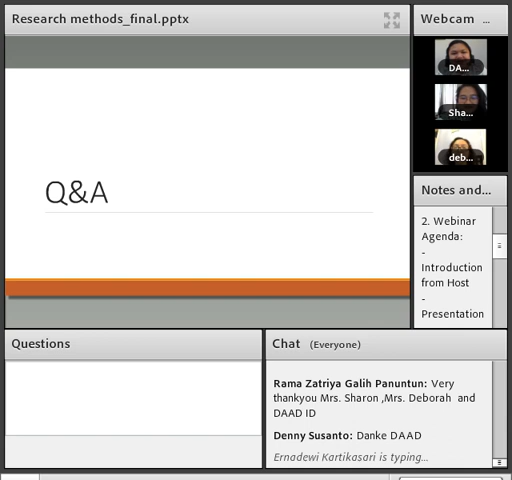 Research methods_final.pptx
Webcam ...
DA...
Sha...
deb...
Q&A
Notes and...
2. Webinar
Agenda:
-
Introduction
from Host
-
Presentation
Questions
Chat (Everyone)
Rama Zatriya Galih Panuntun: Very
thankyou Mrs. Sharon ,Mrs. Deborah and
DAAD ID
Denny Susanto: Danke DAAD
Ernadewi Kartikasari is typing...